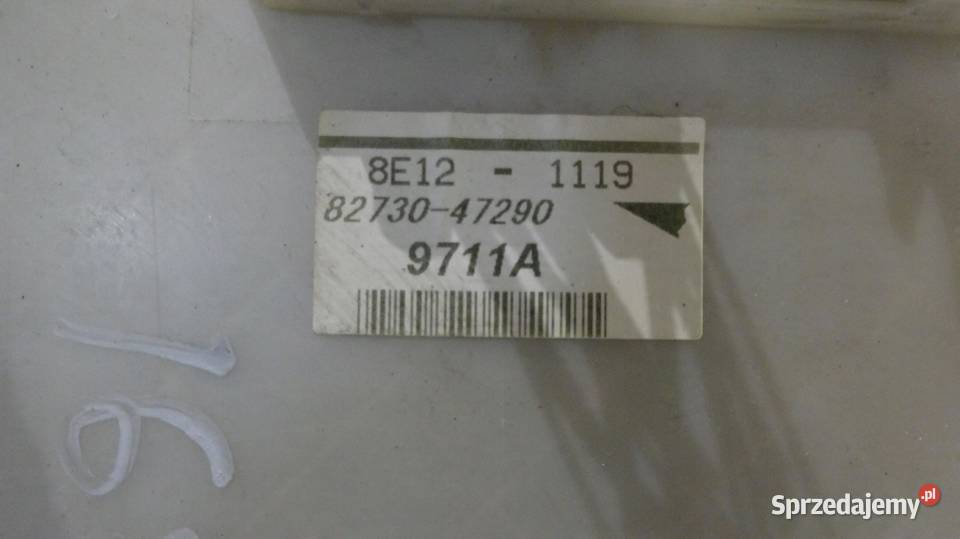 8E12 - 1119
82730-47290
9711A
Sprzedajemy.pl